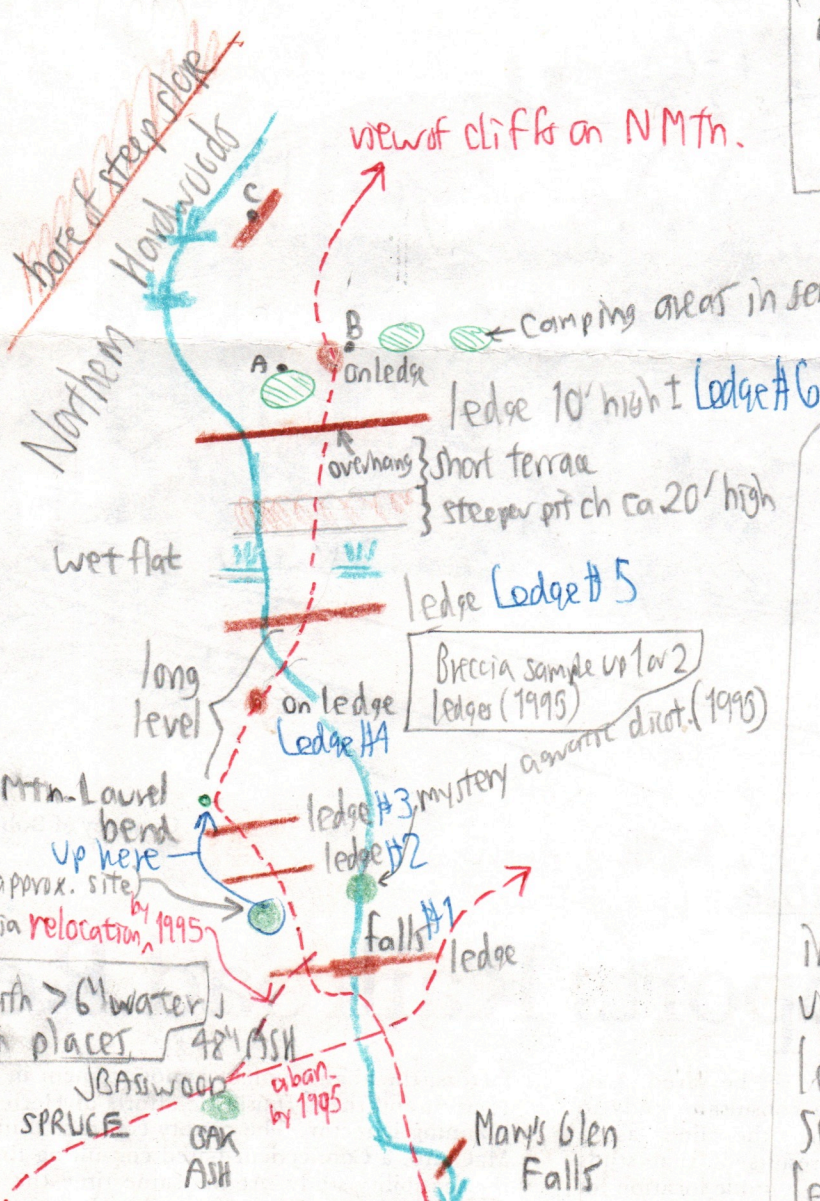 base of steep slope
Northern Hardwoods
view of cliffs on NMtn.
C
B
camping areas in
A
on ledge
ledge 10' high ± Ledge #6
overhang } short terrace
} steeper pitch ca 20' high
wet flat
ledge Ledge #5
long
level
Breccia sample up 1 or 2
ledges (1995)
on ledge
Ledge #4
mystery aquatic dicot. (1995)
Mtn-Laurel
bend
ledge #3
up here
ledge #2
approx. site)
relocation by 1995
falls #1
ledge
> 6" water
places
48" ASH
BASSWOOD
aban.
by 1995
SPRUCE
OAK
ASH
Mary's Glen
Falls